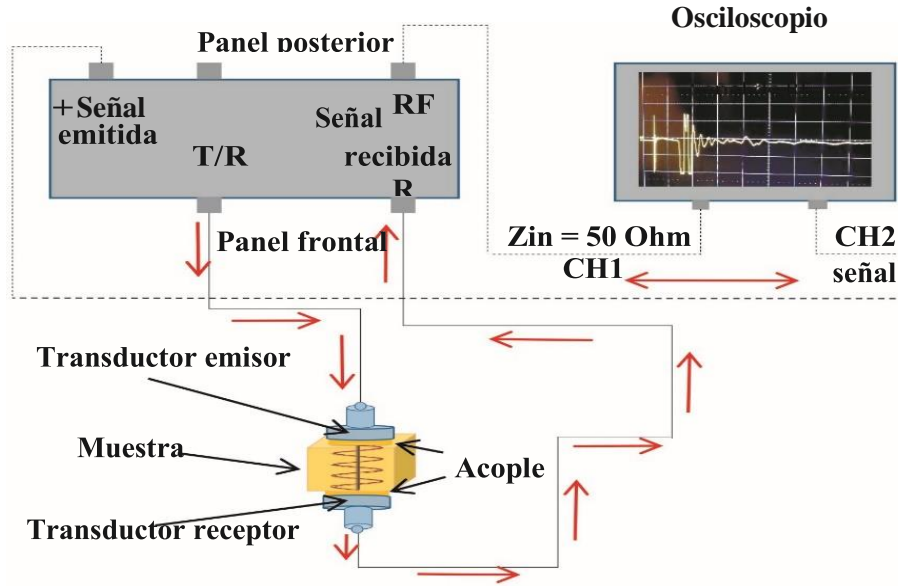 Osciloscopio
Panel posterior
+Señal
emitida
T/R
Señal
RF
recibida
R
Panel frontal
Zin = 50 Ohm
CH1
CH2
señal
Transductor emisor
Muestra
Acople
Transductor receptor